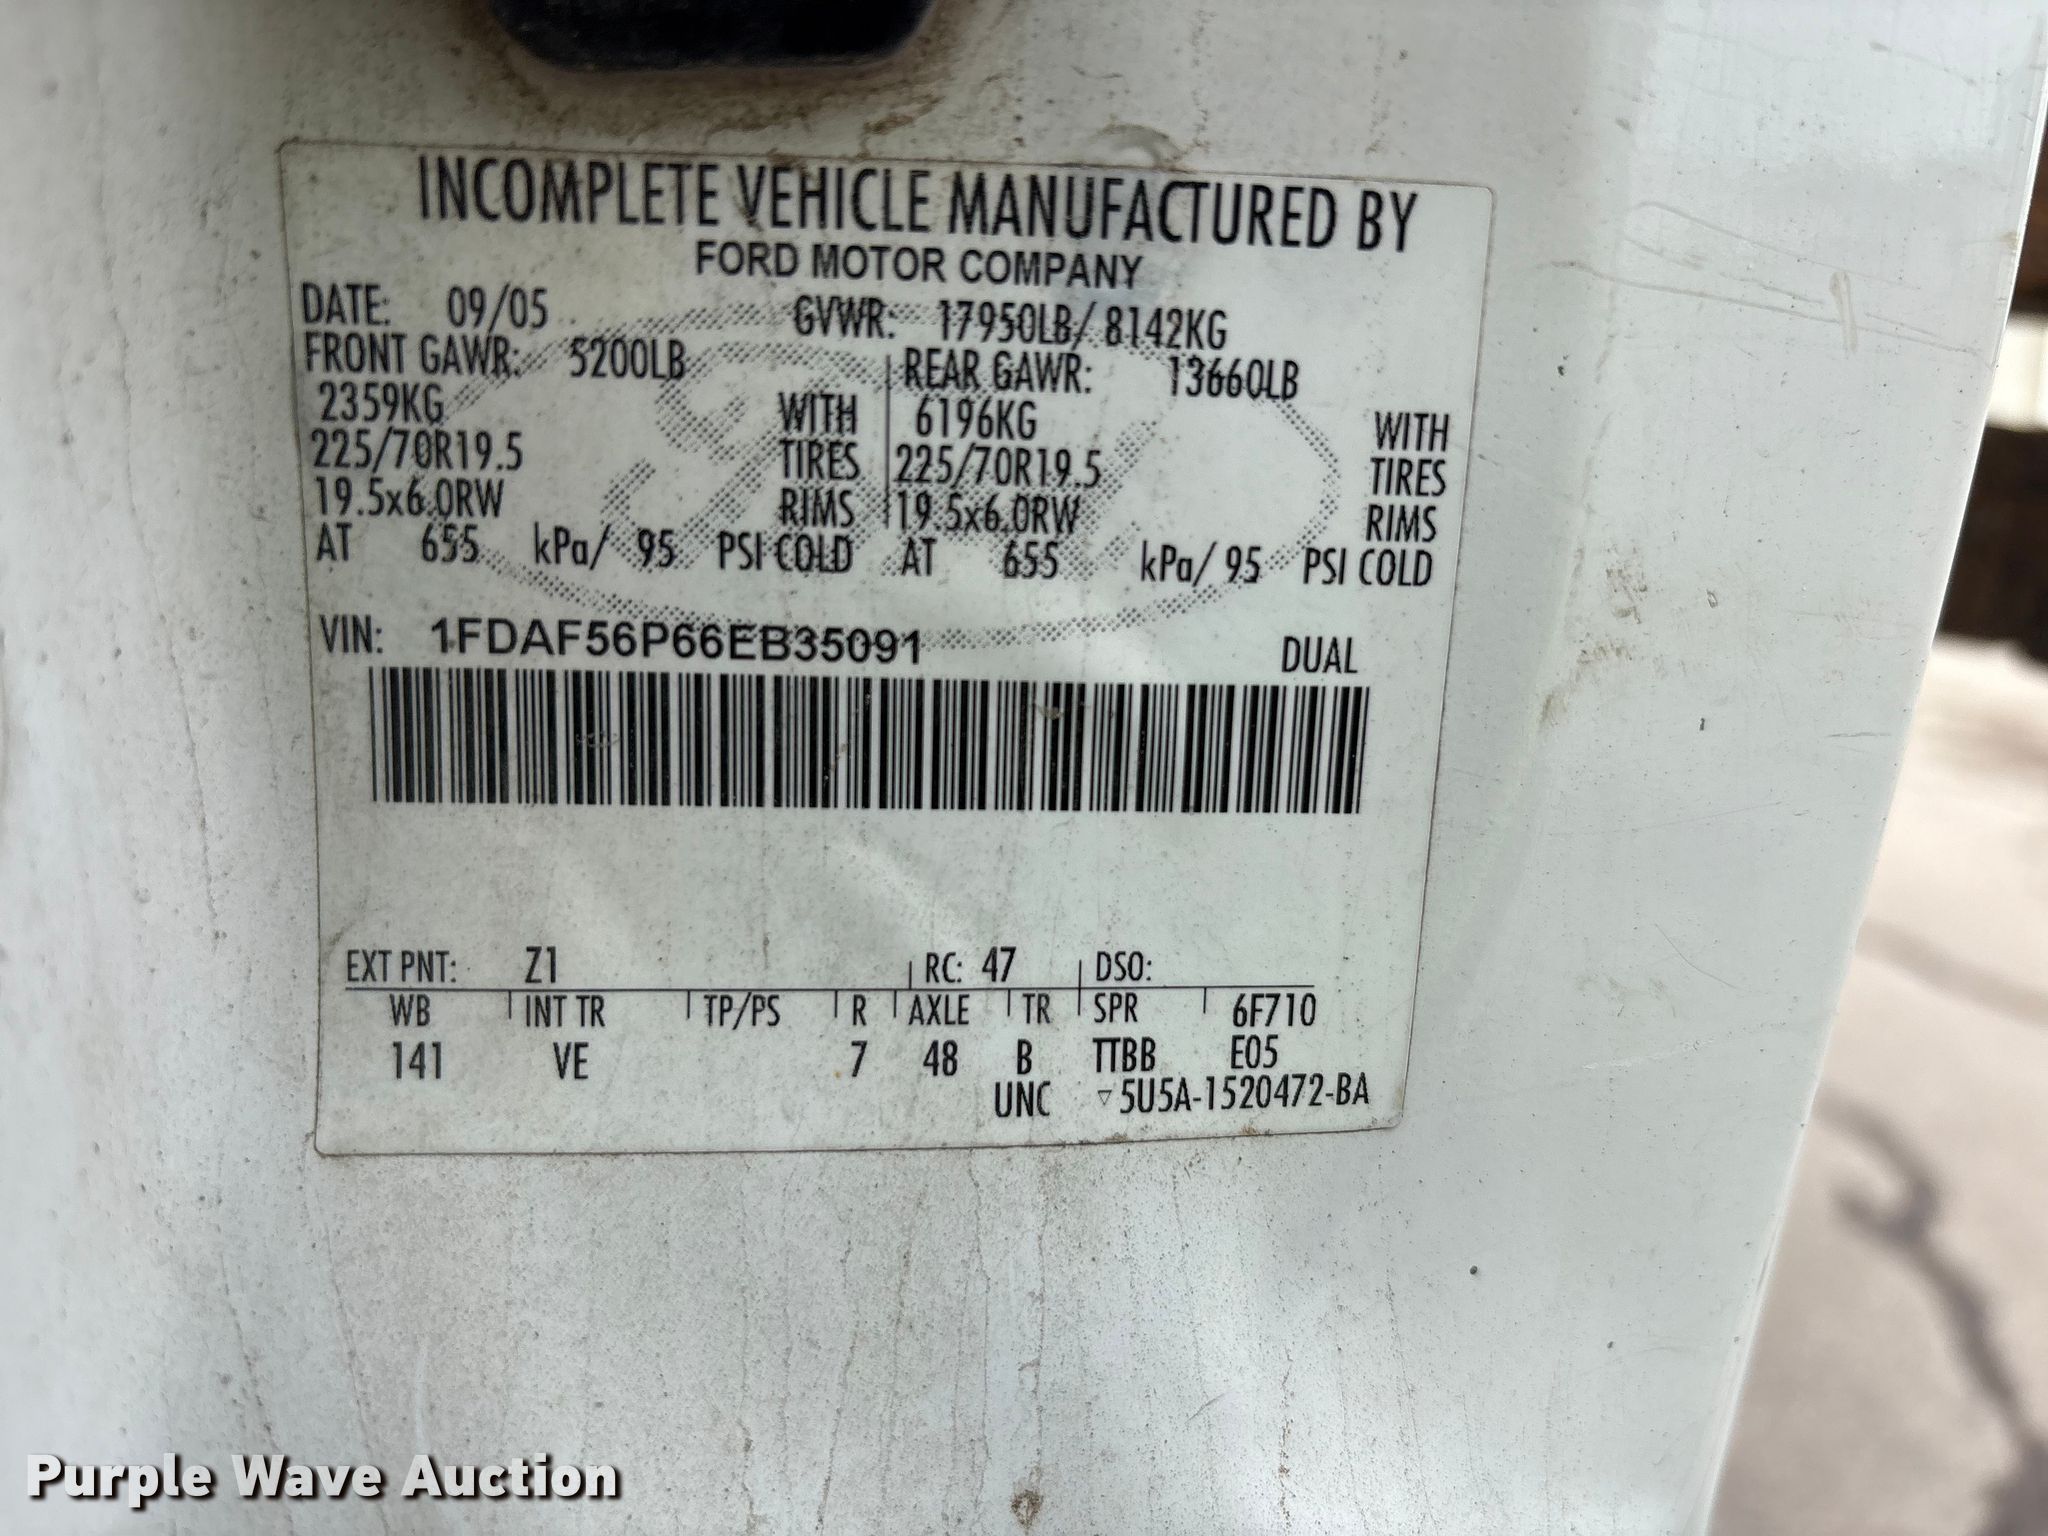 INCOMPLETE VEHICLE MANUFACTURED BY
FORD MOTOR COMPANY
DATE: 09/05 GVWR: 17950LB/ 8142KG
FRONT GAWR: 5200LB REAR GAWR: 13660LB
2359KG WITH 6196KG WITH
225/70R19.5 TIRES 225/70R19.5 TIRES
19.5x6.0RW RIMS 19.5x6.0RW RIMS
AT 655 kPa/ 95 PSI COLD AT 655 kPa/ 95 PSI COLD
VIN: 1FDAF56P66EB35091
DUAL
EXT PNT: Z1 RC: 47 DSO:
WB INT TR TP/PS R AXLE TR SPR 6F710
141 VE 7 48 B TTBB E05
UNC ▽5U5A-1520472-BA
Purple Wave Auction